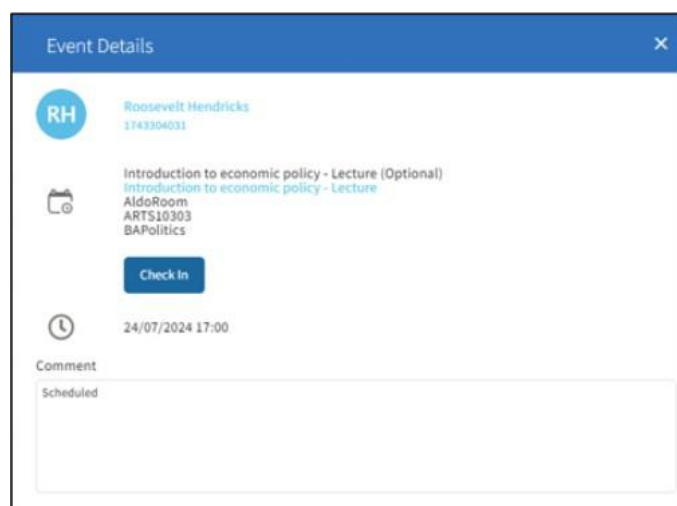 Event Details
RH
Roosevelt Hendricks
1743304031
Introduction to economic policy - Lecture (Optional)
Introduction to economic policy - Lecture
AldoRoom
ARTS10303
BAPolitics
Check In
24/07/2024 17:00
Comment
Scheduled